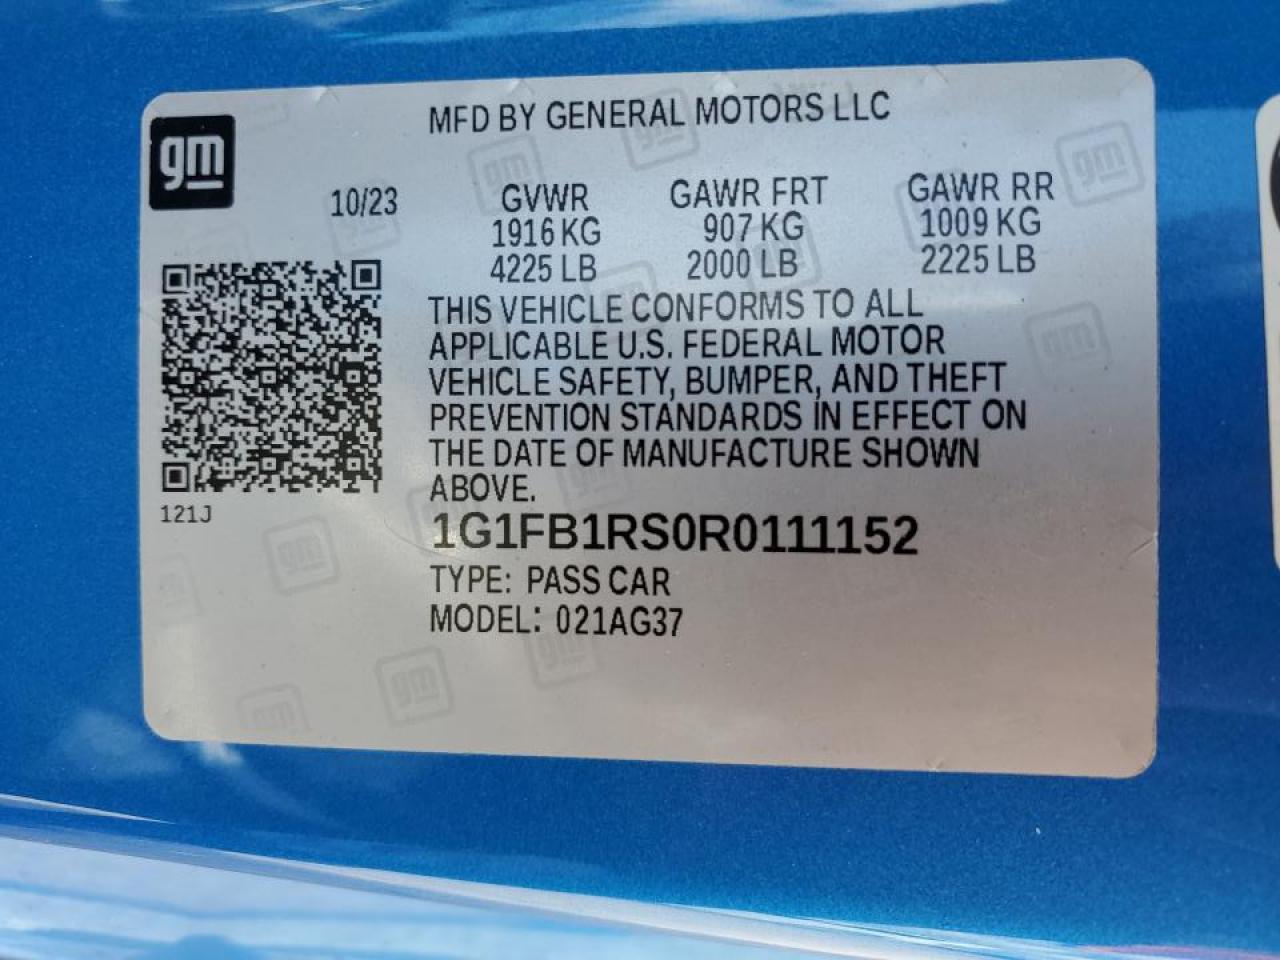 MFD BY GENERAL MOTORS LLC
gm
10/23
GVWR GAWR FRT GAWR RR
1916 KG 907 KG 1009 KG
4225 LB 2000 LB 2225 LB
THIS VEHICLE CONFORMS TO ALL
APPLICABLE U.S. FEDERAL MOTOR
VEHICLE SAFETY, BUMPER, AND THEFT
PREVENTION STANDARDS IN EFFECT ON
THE DATE OF MANUFACTURE SHOWN
ABOVE.
121J
1G1FB1RS0R0111152
TYPE: PASS CAR
MODEL: 021AG37